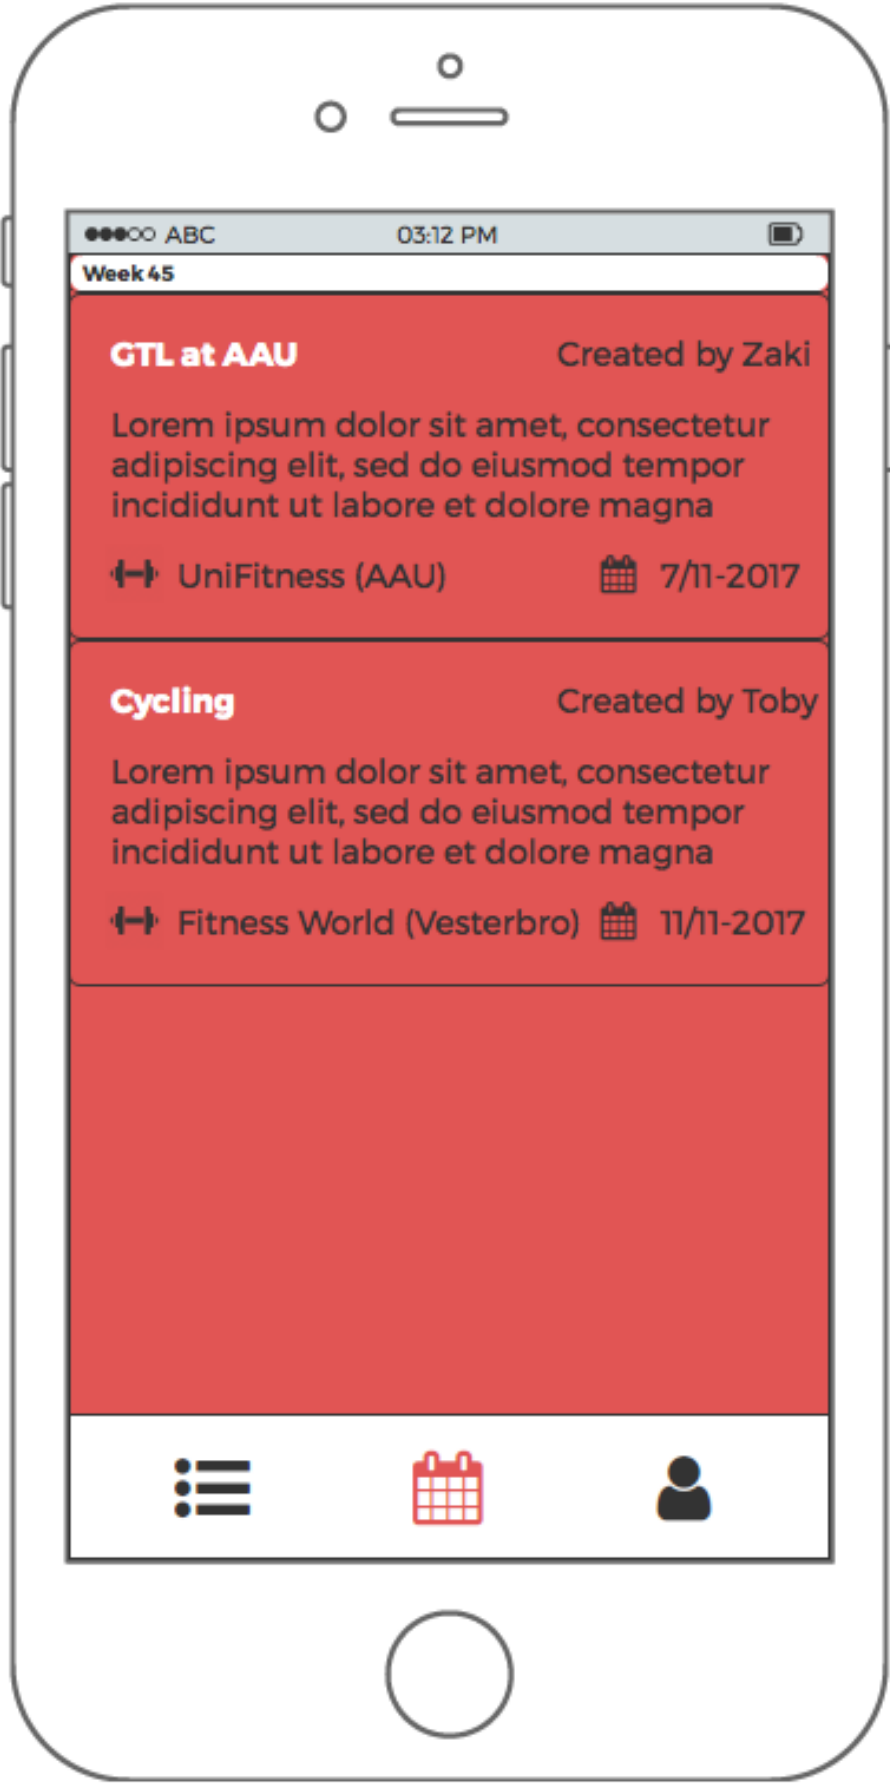 ABC 03:12 PM
Week 45
GTL at AAU Created by Zaki
Lorem ipsum dolor sit amet, consectetur
adipiscing elit, sed do eiusmod tempor
incididunt ut labore et dolore magna
UniFitness (AAU) 7/11-2017
Cycling Created by Toby
Lorem ipsum dolor sit amet, consectetur
adipiscing elit, sed do eiusmod tempor
incididunt ut labore et dolore magna
Fitness World (Vesterbro) 11/11-2017